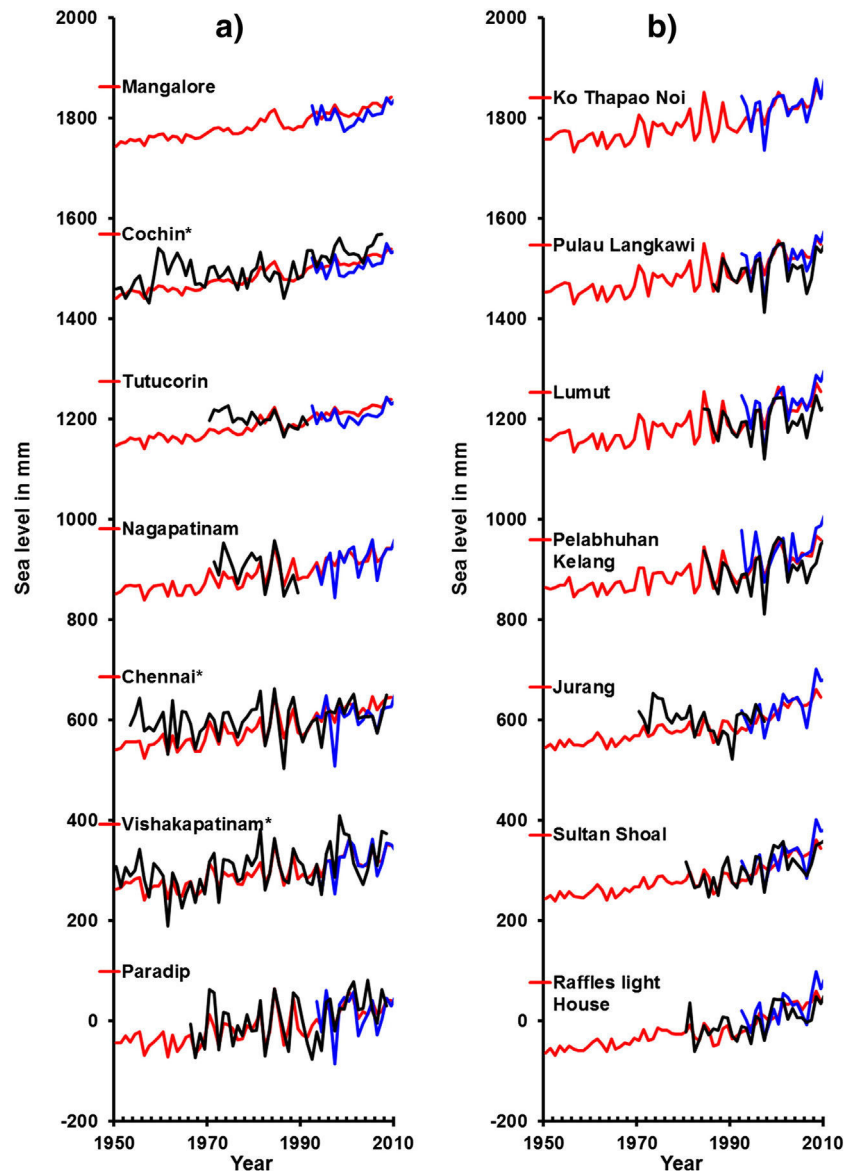 a)
2000
1800
1600
1400
1200
1000
800
600
400
200
0
-200
Sea level in mm
Mangalore
Cochin*
Tutucorin
Nagapatinam
Chennai*
Vishakapatinam*
Paradip
1950
1970
1990
2010
Year
b)
2000
1800
1600
1400
1200
1000
800
600
400
200
0
-200
Sea level in mm
Ko Thapao Noi
Pulau Langkawi
Lumut
Pelabhuhan
Kelang
Jurang
Sultan Shoal
Raffles light
House
1950
1970
1990
2010
Year